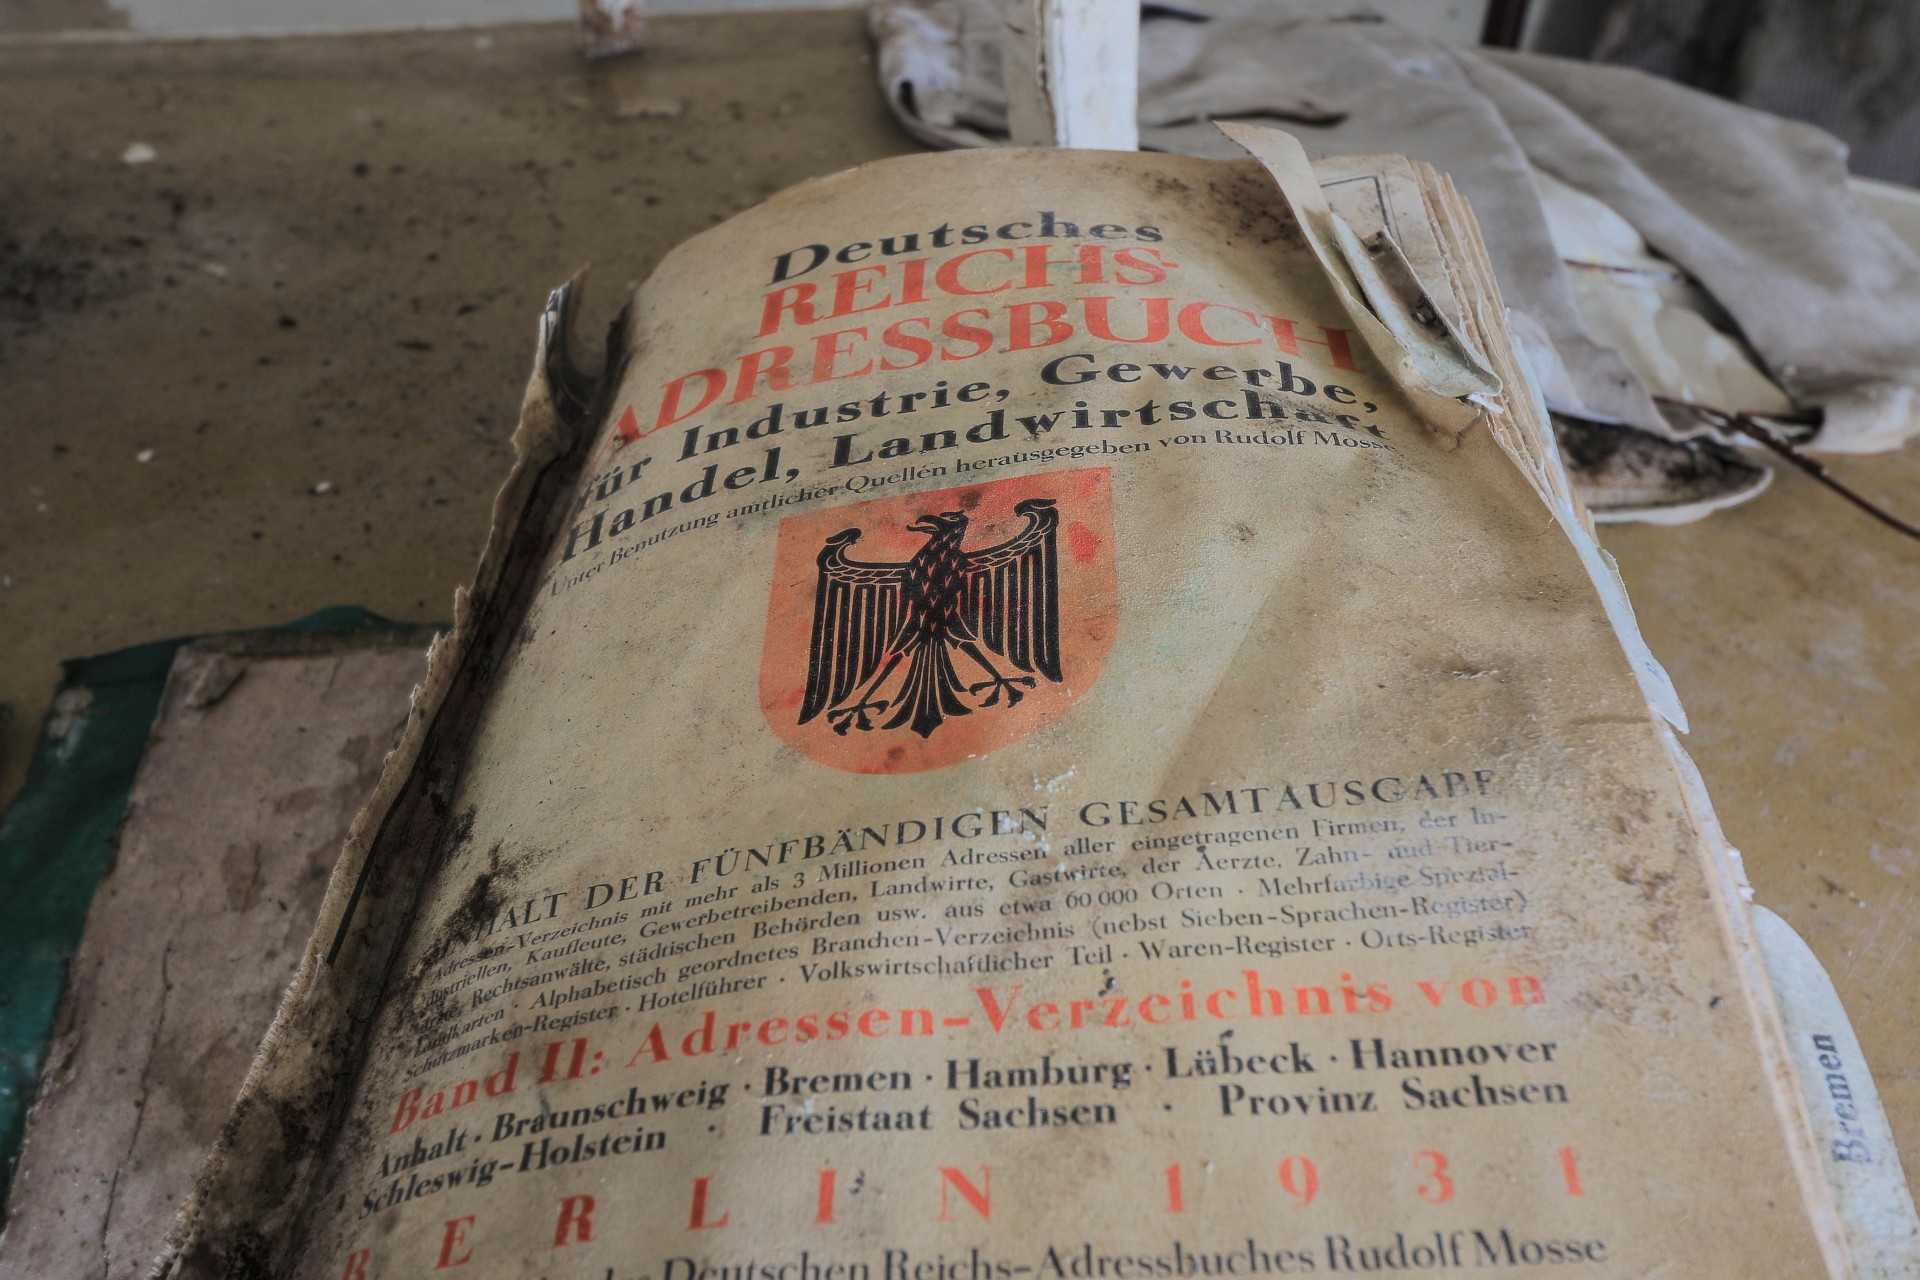 Deutsches
REICHS-
ADRESSBUCH
für Industrie, Gewerbe,
Handel, Landwirtschaft
Unter Benutzung amtlicher Quellen herausgegeben von Rudolf Mosse
INHALT DER FÜNFBÄNDIGEN GESAMTAUSGABE
Adressen-Verzeichnis mit mehr als 3 Millionen Adressen aller eingetragenen Firmen, der In-
dustriellen, Kaufleute, Gewerbetreibenden, Landwirte, Gastwirte, der Aerzte, Zahn- und Tier-
ärzte, Rechtsanwälte, städtischen Behörden usw. aus etwa 60 000 Orten · Mehrfarbige Spezial-
Landkarten · Alphabetisch geordnetes Branchen-Verzeichnis (nebst Sieben-Sprachen-Register)
Schutzmarken-Register · Hotelführer · Volkswirtschaftlicher Teil · Waren-Register · Orts-Register
Band II: Adressen-Verzeichnis von
Anhalt · Braunschweig · Bremen · Hamburg · Lübeck · Hannover
Schleswig-Holstein · Freistaat Sachsen · Provinz Sachsen
BERLIN 1931
Deutschen Reichs-Adressbuches Rudolf Mosse
Bremen